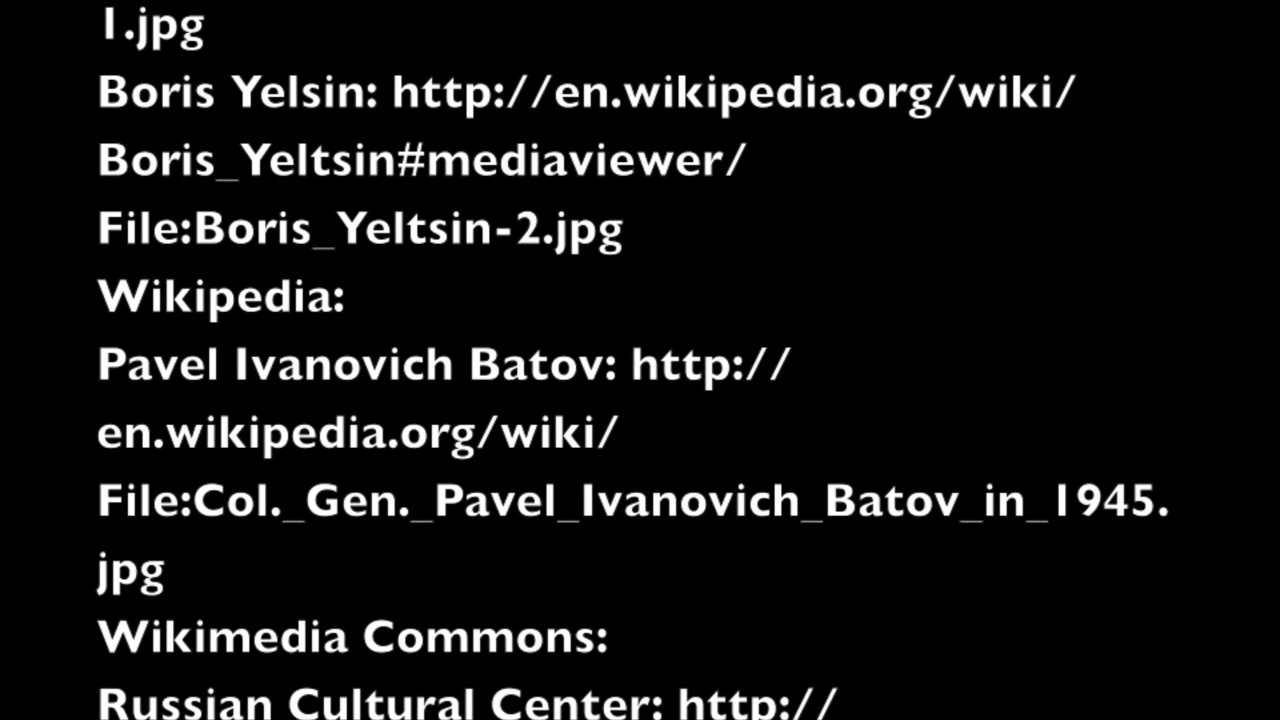 1.jpg
Boris Yelsin: http://en.wikipedia.org/wiki/
Boris_Yeltsin#mediaviewer/
File:Boris_Yeltsin-2.jpg
Wikipedia:
Pavel Ivanovich Batov: http://
en.wikipedia.org/wiki/
File:Col._Gen._Pavel_Ivanovich_Batov_in_1945.
jpg
Wikimedia Commons:
Russian Cultural Center: http://